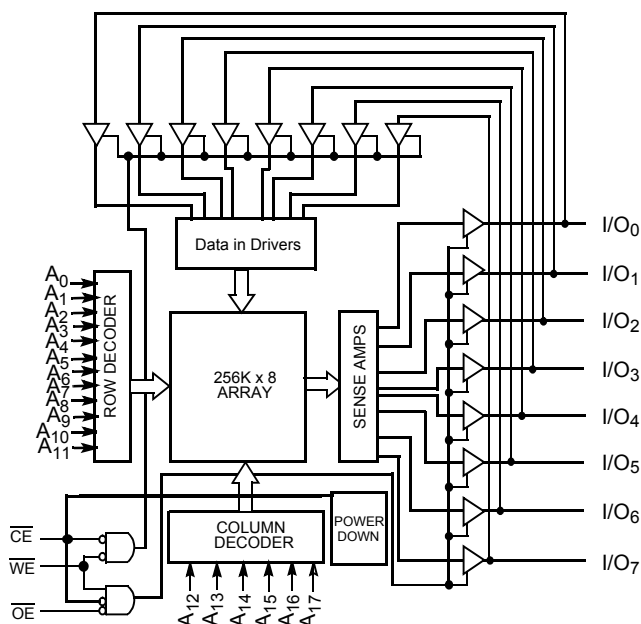 I/O0
Data in Drivers
I/O1
A0
A1
A2
A3
A4
A5
A6
A7
A8
A9
A10
A11
ROW DECODER
256K x 8
ARRAY
SENSE AMPS
I/O2
I/O3
I/O4
I/O5
I/O6
I/O7
CE
WE
OE
COLUMN
DECODER
POWER
DOWN
A12
A13
A14
A15
A16
A17